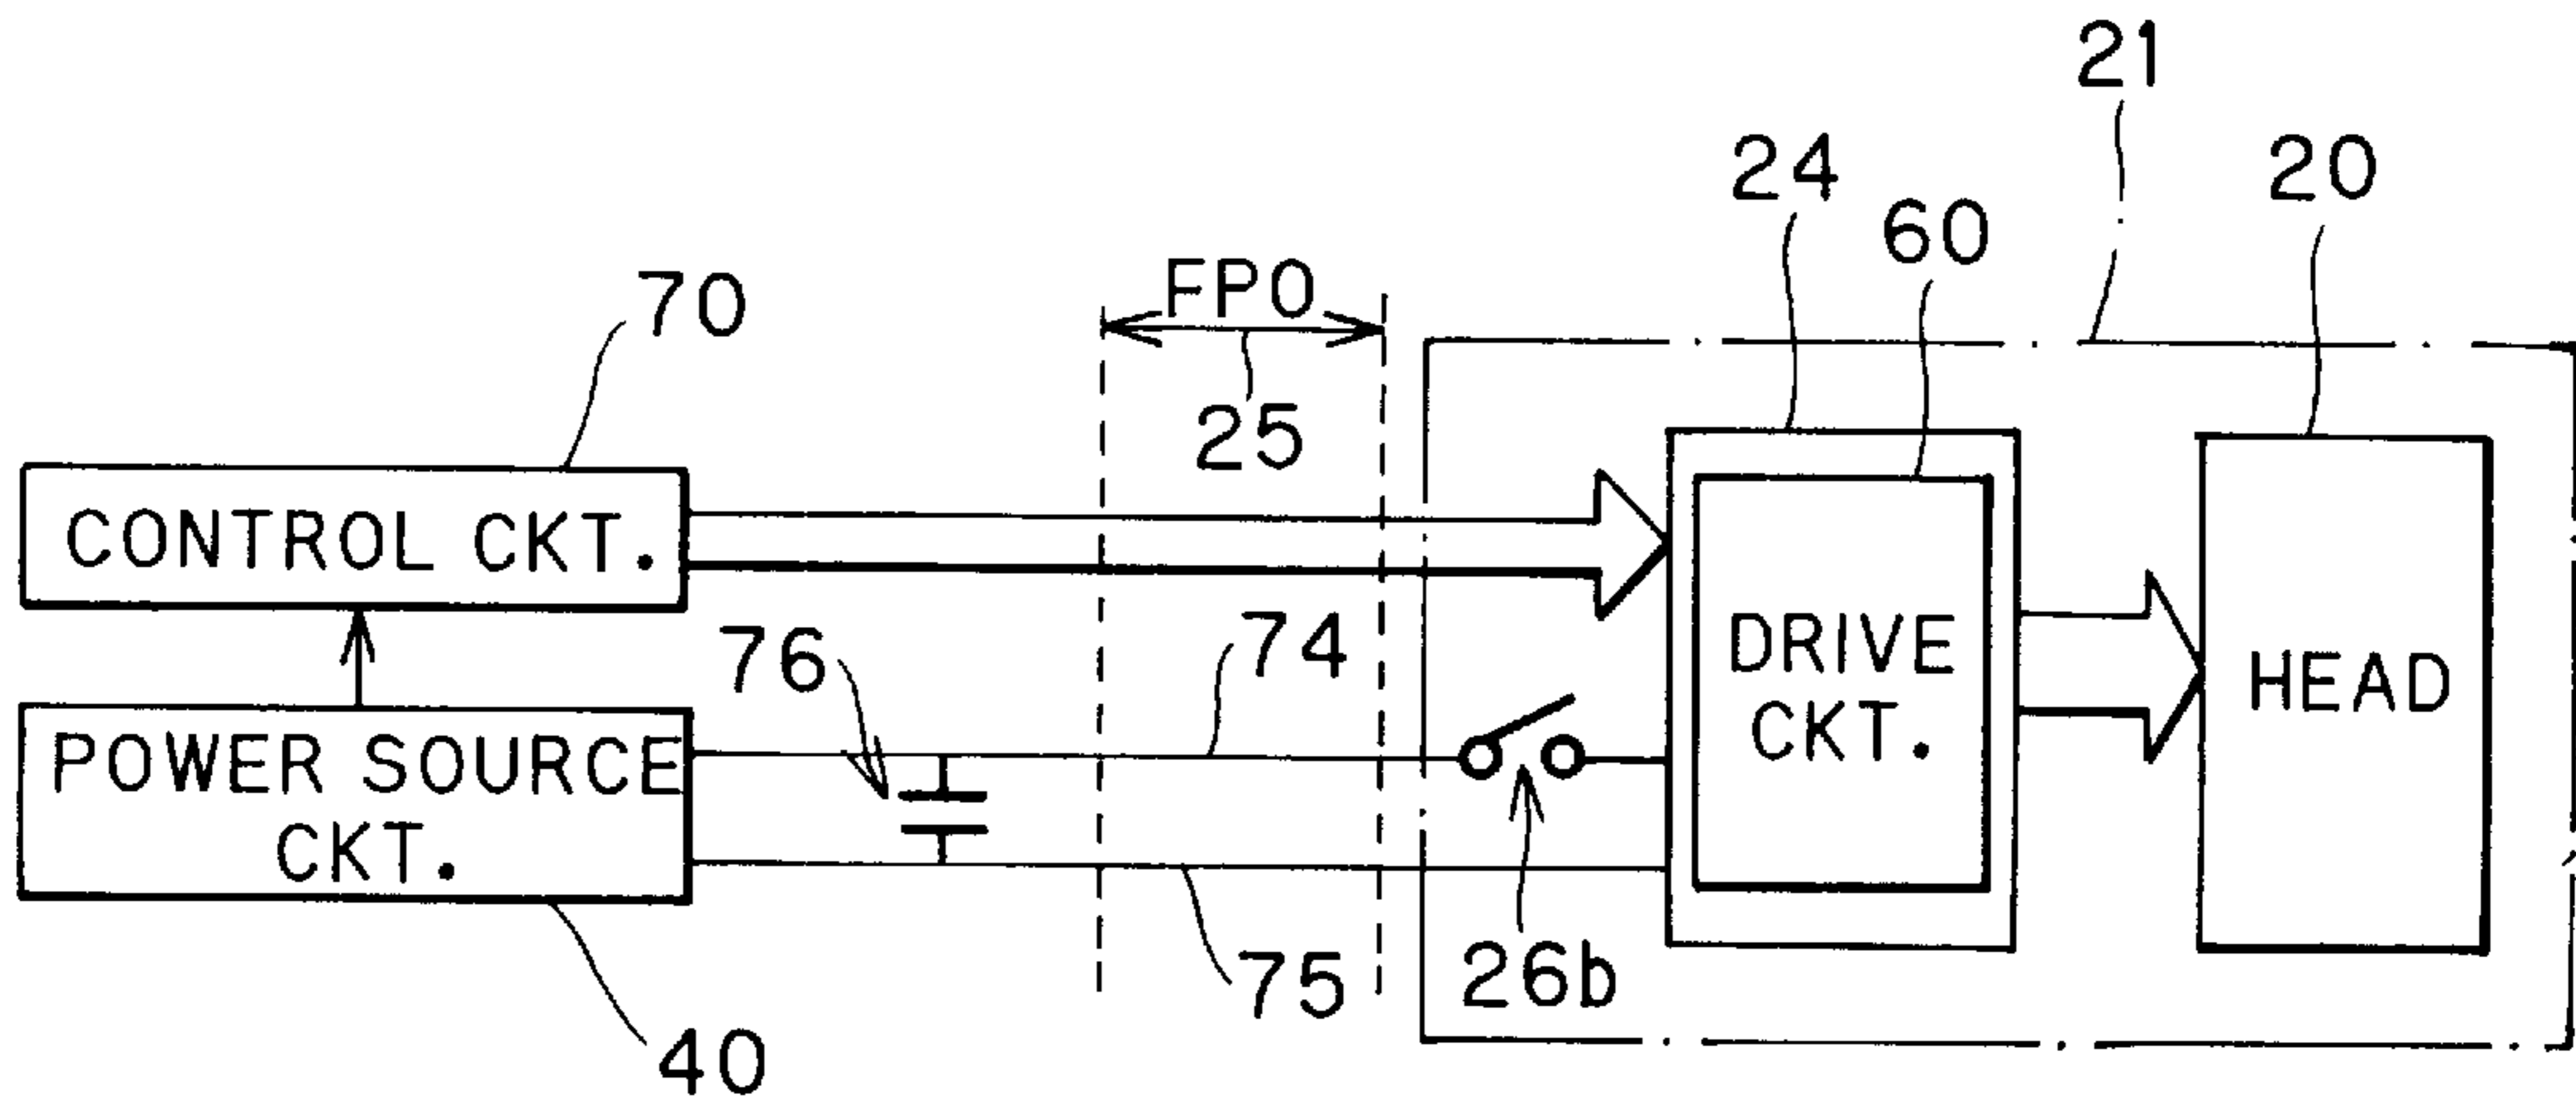 21
24
20
60
FPO
70
25
CONTROL CKT.
76
74
DRIVE
CKT.
HEAD
POWER SOURCE
CKT.
26b
75
40